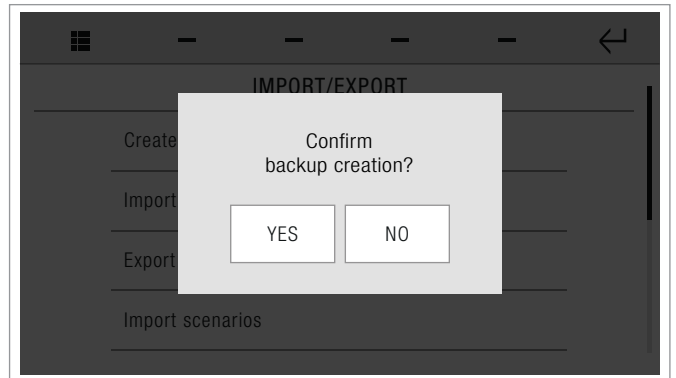 IMPORT/EXPORT
Create
Confirm
backup creation?
Import
YES
NO
Export
Import scenarios